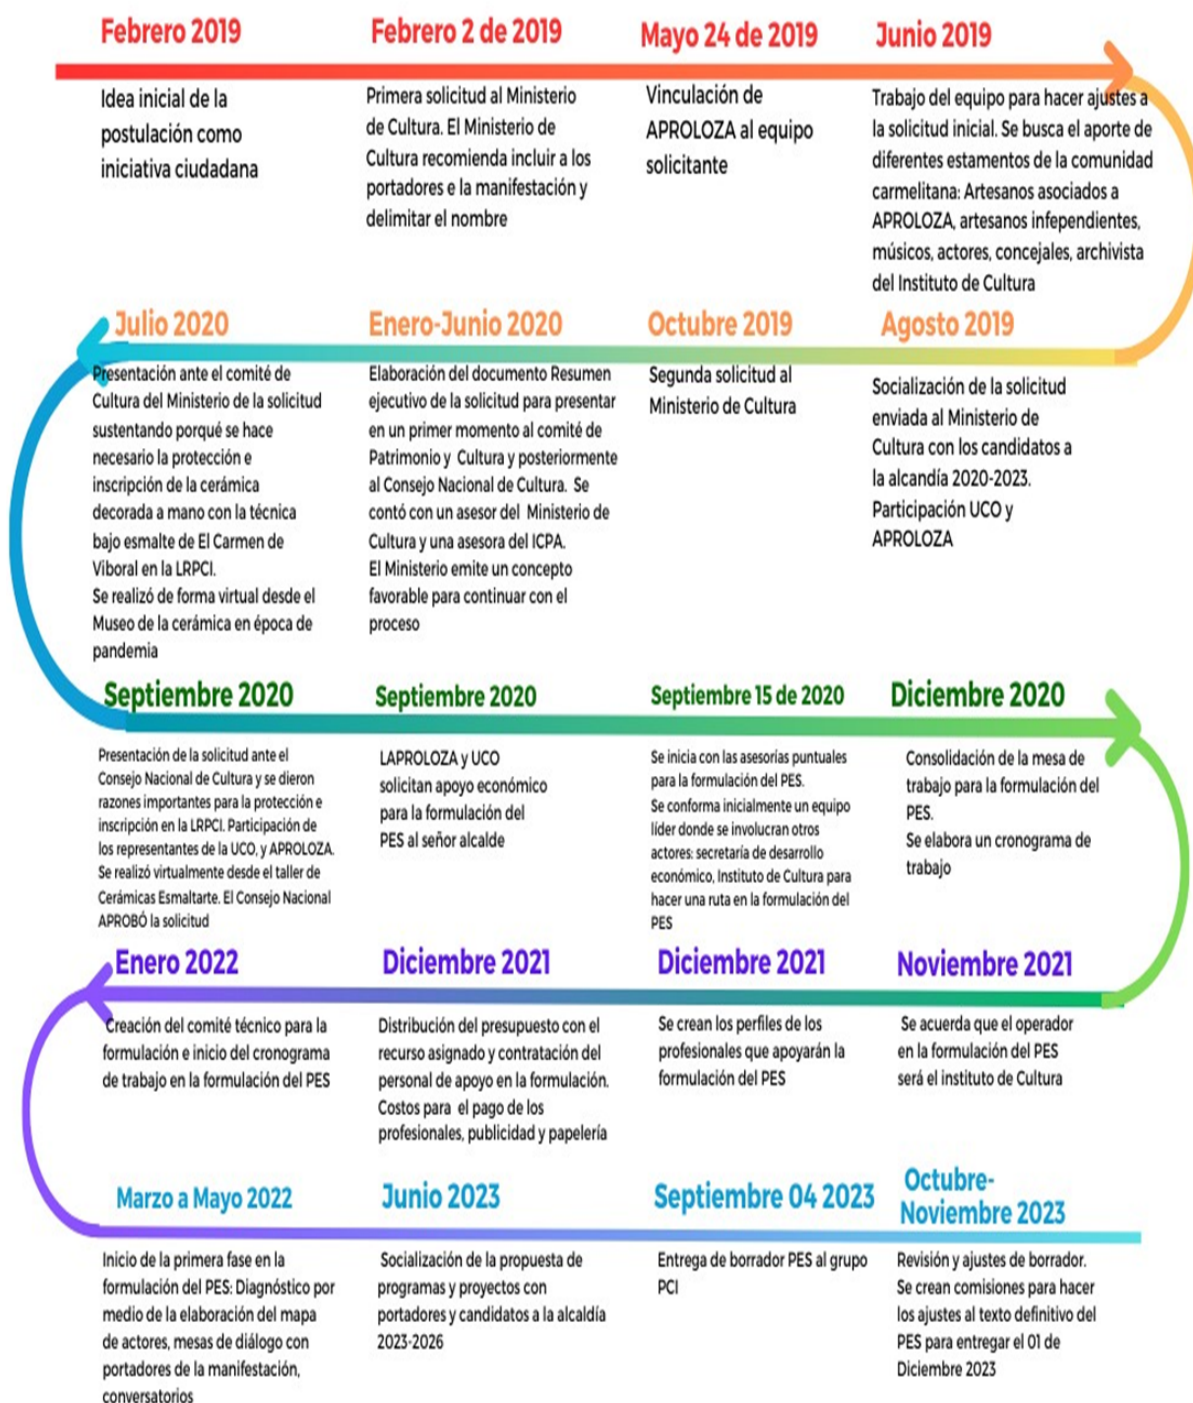 Febrero 2019
Idea inicial de la
postulación como
iniciativa ciudadana
Febrero 2 de 2019
Primera solicitud al Ministerio
de Cultura. El Ministerio de
Cultura recomienda incluir a los
portadores e la manifestación y
delimitar el nombre
Mayo 24 de 2019
Vinculación de
APROLOZA al equipo
solicitante
Junio 2019
Trabajo del equipo para hacer ajustes a
la solicitud inicial. Se busca el aporte de
diferentes estamentos de la comunidad
carmelitana: Artesanos asociados a
APROLOZA, artesanos infependientes,
músicos, actores, concejales, archivista
del Instituto de Cultura
Agosto 2019
Socialización de la solicitud
enviada al Ministerio de
Cultura con los candidatos a
la alcandía 2020-2023.
Participación UCO y
APROLOZA
Octubre 2019
Segunda solicitud al
Ministerio de Cultura
Enero-Junio 2020
Elaboración del documento Resumen
ejecutivo de la solicitud para presentar
en un primer momento al comité de
Patrimonio y Cultura y posteriormente
al Consejo Nacional de Cultura. Se
contó con un asesor del Ministerio de
Cultura y una asesora del ICPA.
El Ministerio emite un concepto
favorable para continuar con el
proceso
Julio 2020
Presentación ante el comité de
Cultura del Ministerio de la solicitud
sustentando porqué se hace
necesario la protección e
inscripción de la cerámica
decorada a mano con la técnica
bajo esmalte de El Carmen de
Viboral en la LRPCI.
Se realizó de forma virtual desde el
Museo de la cerámica en época de
pandemia
Septiembre 2020
Presentación de la solicitud ante el
Consejo Nacional de Cultura y se dieron
razones importantes para la protección e
inscripción en la LRPCI. Participación de
los representantes de la UCO, y APROLOZA.
Se realizó virtualmente desde el taller de
Cerámicas Esmaltarte. El Consejo Nacional
APROBÓ la solicitud
Septiembre 2020
LAPROLOZA y UCO
solicitan apoyo económico
para la formulación del
PES al señor alcalde
Septiembre 15 de 2020
Se inicia con las asesorías puntuales
para la formulación del PES.
Se conforma inicialmente un equipo
líder donde se involucran otros
actores: secretaría de desarrollo
económico, Instituto de Cultura para
hacer una ruta en la formulación del
PES
Diciembre 2020
Consolidación de la mesa de
trabajo para la formulación del
PES.
Se elabora un cronograma de
trabajo
Noviembre 2021
Se acuerda que el operador
en la formulación del PES
será el instituto de Cultura
Diciembre 2021
Se crean los perfiles de los
profesionales que apoyarán la
formulación del PES
Diciembre 2021
Distribución del presupuesto con el
recurso asignado y contratación del
personal de apoyo en la formulación.
Costos para el pago de los
profesionales, publicidad y papelería
Enero 2022
Creación del comité técnico para la
formulación e inicio del cronograma
de trabajo en la formulación del PES
Marzo a Mayo 2022
Inicio de la primera fase en la
formulación del PES: Diagnóstico por
medio de la elaboración del mapa
de actores, mesas de diálogo con
portadores de la manifestación,
conversatorios
Junio 2023
Socialización de la propuesta de
programas y proyectos con
portadores y candidatos a la alcaldía
2023-2026
Septiembre 04 2023
Entrega de borrador PES al grupo
PCI
Octubre-
Noviembre 2023
Revisión y ajustes de borrador.
Se crean comisiones para hacer
los ajustes al texto definitivo del
PES para entregar el 01 de
Diciembre 2023